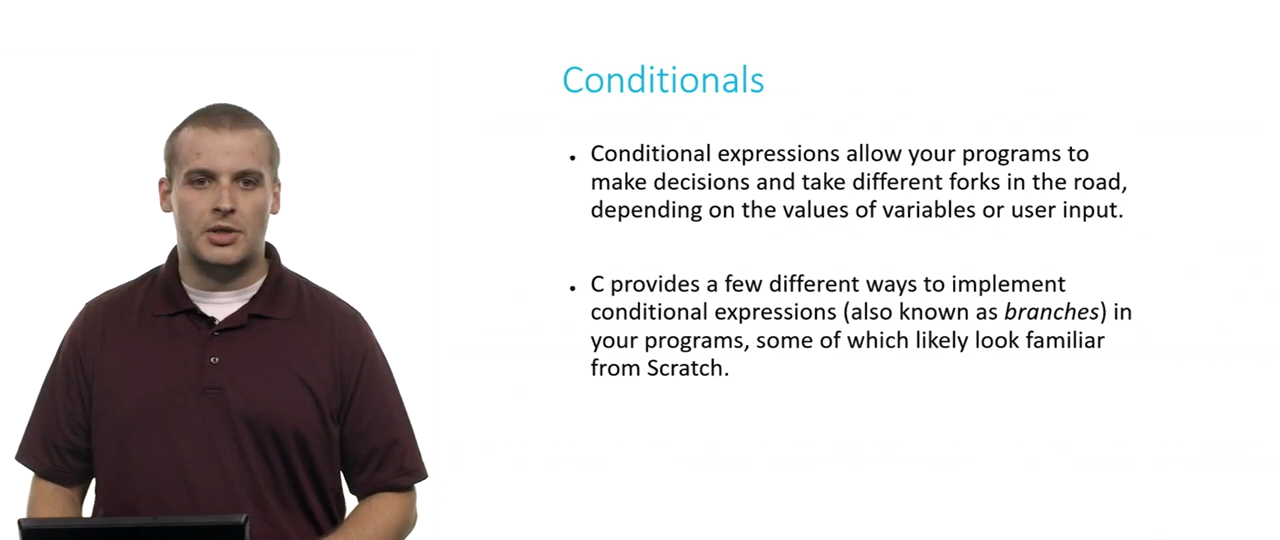 Conditionals
• Conditional expressions allow your programs to
make decisions and take different forks in the road,
depending on the values of variables or user input.
• C provides a few different ways to implement
conditional expressions (also known as branches) in
your programs, some of which likely look familiar
from Scratch.